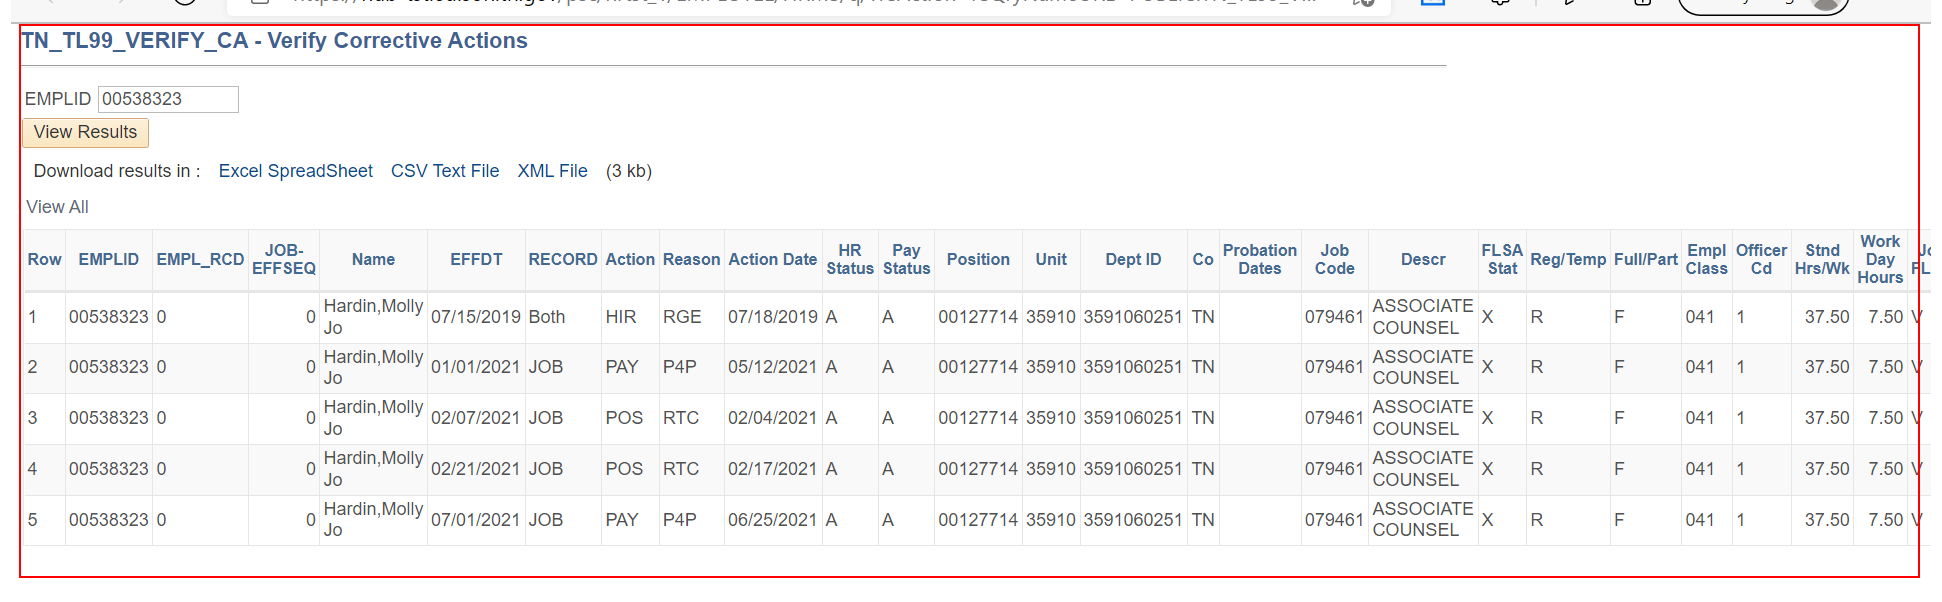 TN_TL99_VERIFY_CA - Verify Corrective Actions
EMPLID 00538323
View Results
Download results in : Excel SpreadSheet CSV Text File XML File (3 kb)
View All
Row EMPLID EMPL_RCD JOB-EFFSEQ Name EFFDT RECORD Action Reason Action Date HR Status Pay Status Position Unit Dept ID Co Probation Dates Job Code Descr FLSA Stat Reg/Temp Full/Part Empl Class Officer Cd Stnd Hrs/Wk Work Day Hours
1 00538323 0 0 Hardin,Molly Jo 07/15/2019 Both HIR RGE 07/18/2019 A A 00127714 35910 3591060251 TN 079461 ASSOCIATE COUNSEL X R F 041 1 37.50 7.50 V
2 00538323 0 0 Hardin,Molly Jo 01/01/2021 JOB PAY P4P 05/12/2021 A A 00127714 35910 3591060251 TN 079461 ASSOCIATE COUNSEL X R F 041 1 37.50 7.50 V
3 00538323 0 0 Hardin,Molly Jo 02/07/2021 JOB POS RTC 02/04/2021 A A 00127714 35910 3591060251 TN 079461 ASSOCIATE COUNSEL X R F 041 1 37.50 7.50 V
4 00538323 0 0 Hardin,Molly Jo 02/21/2021 JOB POS RTC 02/17/2021 A A 00127714 35910 3591060251 TN 079461 ASSOCIATE COUNSEL X R F 041 1 37.50 7.50 V
5 00538323 0 0 Hardin,Molly Jo 07/01/2021 JOB PAY P4P 06/25/2021 A A 00127714 35910 3591060251 TN 079461 ASSOCIATE COUNSEL X R F 041 1 37.50 7.50 V